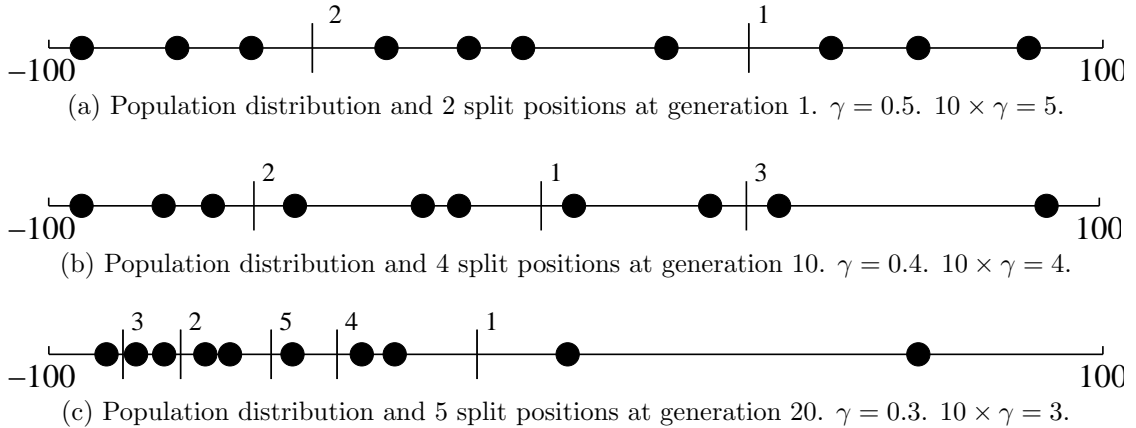 2 1
−100 100
(a) Population distribution and 2 split positions at generation 1. γ = 0.5. 10 × γ = 5.
2 1 3
−100 100
(b) Population distribution and 4 split positions at generation 10. γ = 0.4. 10 × γ = 4.
3 2 5 4 1
−100 100
(c) Population distribution and 5 split positions at generation 20. γ = 0.3. 10 × γ = 3.